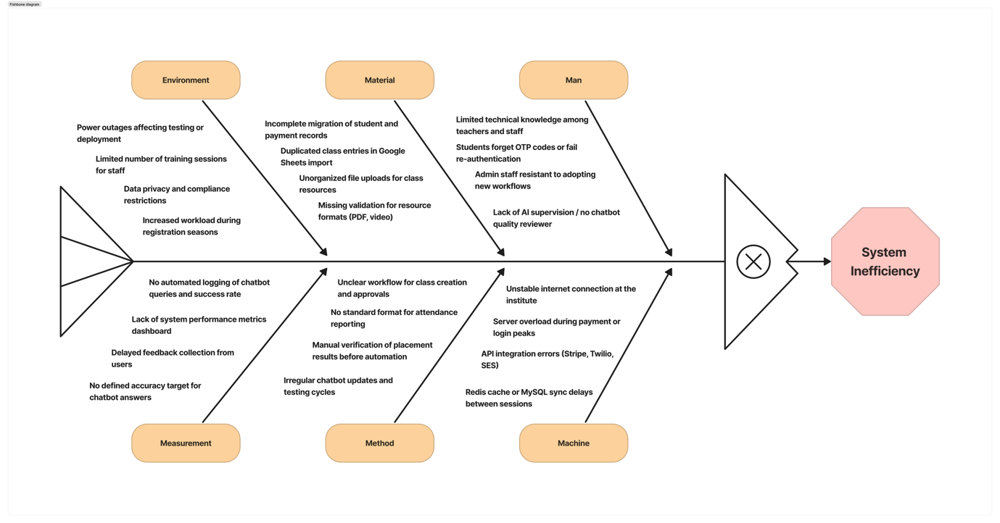 Fishbone diagram
Environment
Material
Man
Power outages affecting testing or
deployment
Limited number of training sessions
for staff
Data privacy and compliance
restrictions
Increased workload during
registration seasons
Incomplete migration of student and
payment records
Duplicated class entries in Google
Sheets import
Unorganized file uploads for class
resources
Missing validation for resource
formats (PDF, video)
Limited technical knowledge among
teachers and staff
Students forget OTP codes or fail
re-authentication
Admin staff resistant to adopting
new workflows
Lack of AI supervision / no chatbot
quality reviewer
System
Inefficiency
No automated logging of chatbot
queries and success rate
Lack of system performance metrics
dashboard
Delayed feedback collection from
users
No defined accuracy target for
chatbot answers
Unclear workflow for class creation
and approvals
No standard format for attendance
reporting
Manual verification of placement
results before automation
Irregular chatbot updates and
testing cycles
Unstable internet connection at the
institute
Server overload during payment or
login peaks
API integration errors (Stripe, Twilio,
SES)
Redis cache or MySQL sync delays
between sessions
Measurement
Method
Machine